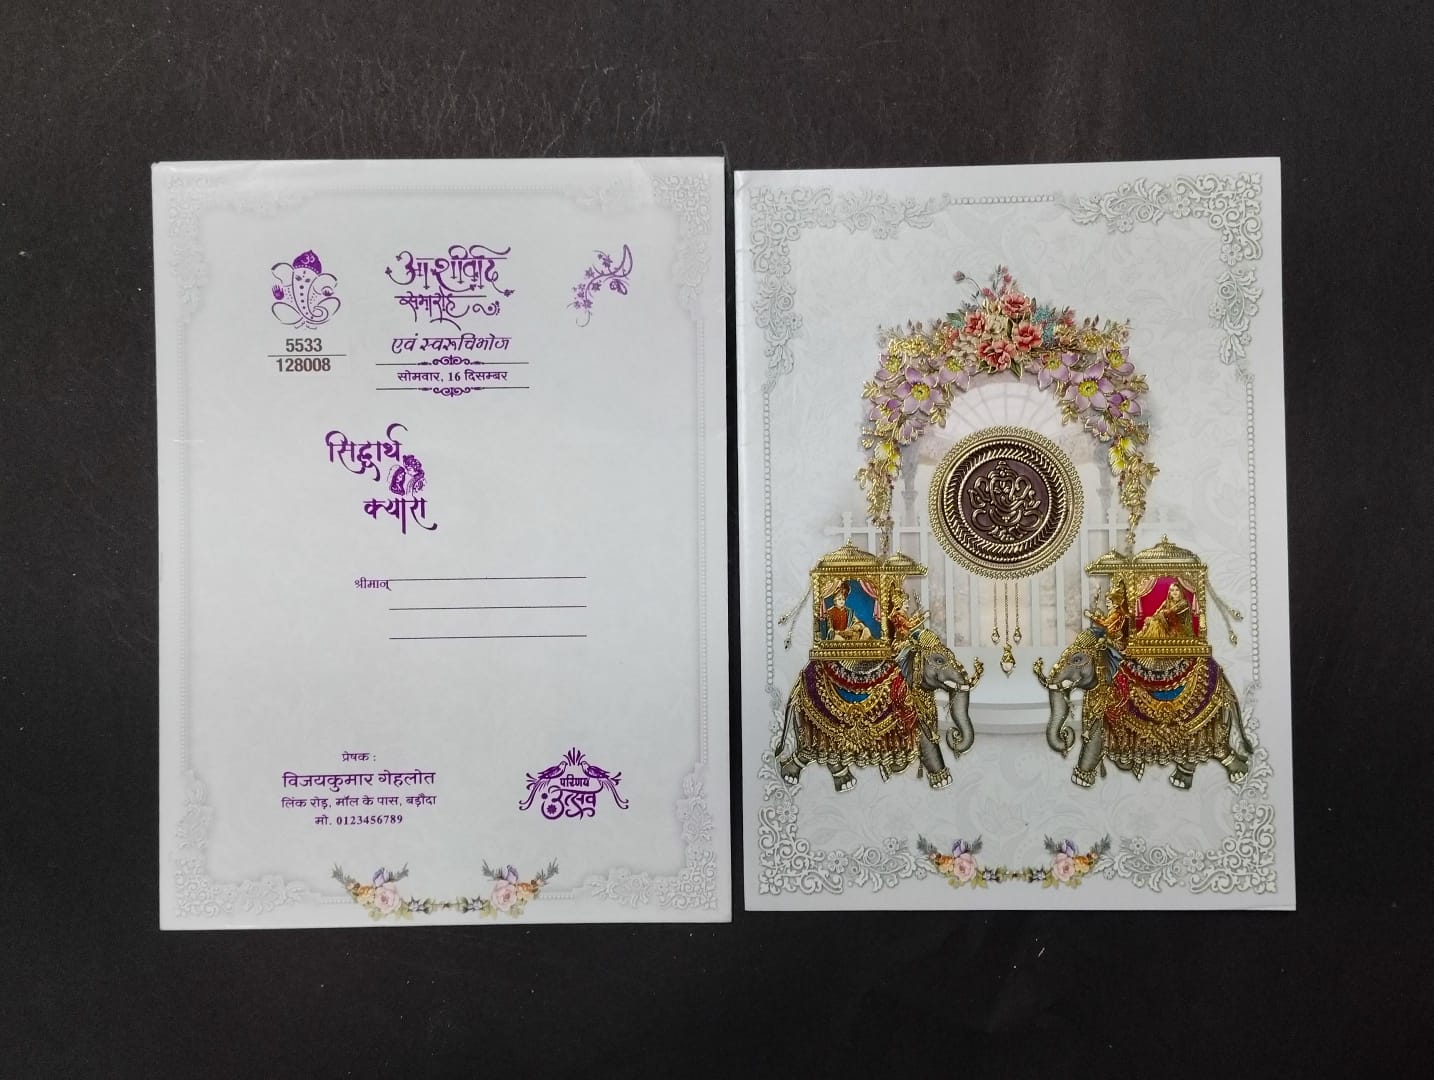 आशीर्वाद
समारोह
एवं स्वरूचिभोज
5533
128008
सोमवार, 16 दिसम्बर
सिद्धार्थ
क्यारा
श्रीमान्
प्रेषक :
विजयकुमार गेहलोत
लिंक रोड़, मॉल के पास, बड़ौदा
मो. 0123456789
परिणय
उत्सव